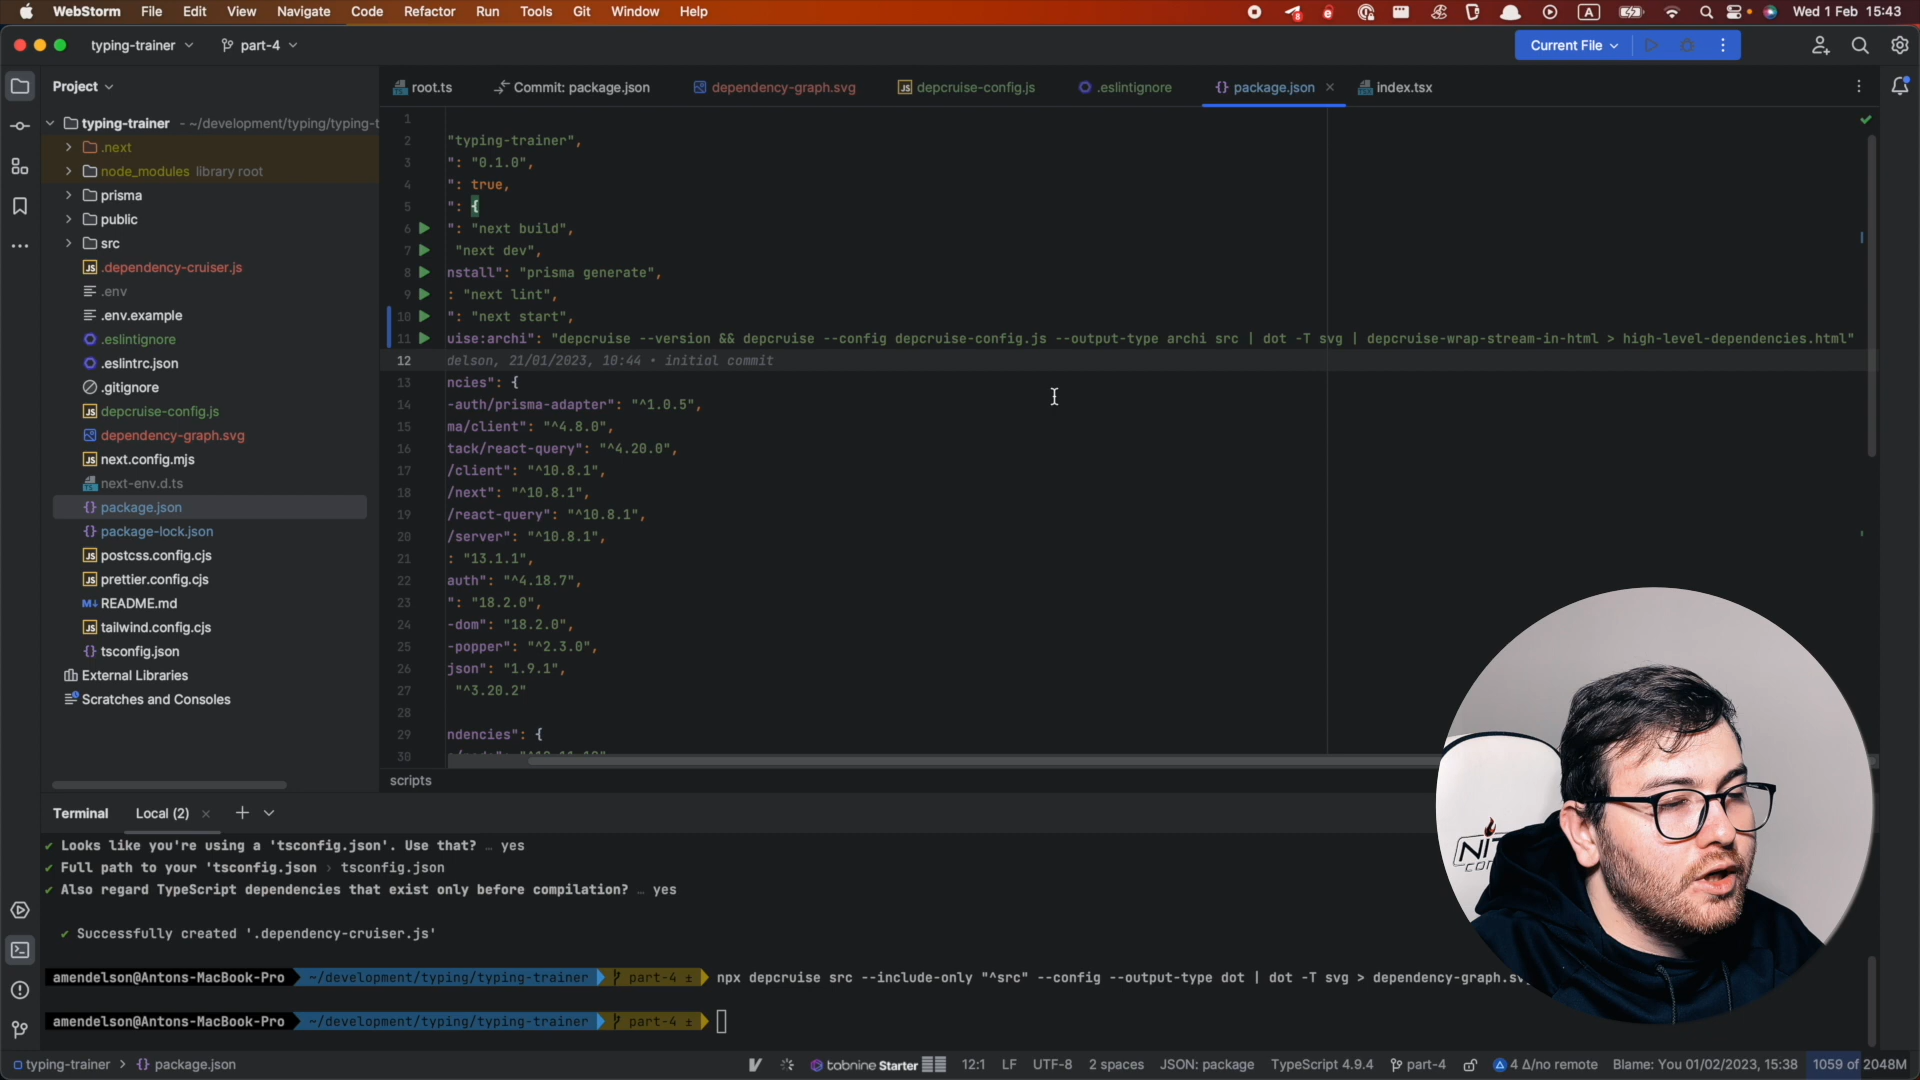 WebStorm File Edit View Navigate Code Refactor Run Tools Git Window Help
A Wed 1 Feb 15:43
typing-trainer part-4
Current File
Project
root.ts Commit: package.json dependency-graph.svg depcruise-config.js .eslintignore {} package.json index.tsx
typing-trainer - ~/development/typing/typing-t
.next
node_modules library root
prisma
public
src
JS .dependency-cruiser.js
.env
.env.example
.eslintignore
.eslintrc.json
.gitignore
JS depcruise-config.js
dependency-graph.svg
JS next.config.mjs
TS next-env.d.ts
{} package.json
{} package-lock.json
JS postcss.config.cjs
JS prettier.config.cjs
M↓ README.md
JS tailwind.config.cjs
{} tsconfig.json
External Libraries
Scratches and Consoles
1
2 "typing-trainer",
3 ": "0.1.0",
4 ": true,
5 ": {
6 ": "next build",
7 "next dev",
8 nstall": "prisma generate",
9 : "next lint",
10 ": "next start",
11 uise:archi": "depcruise --version && depcruise --config depcruise-config.js --output-type archi src | dot -T svg | depcruise-wrap-stream-in-html > high-level-dependencies.html"
12 delson, 21/01/2023, 10:44 • initial commit
13 ncies": {
14 -auth/prisma-adapter": "^1.0.5",
15 ma/client": "^4.8.0",
16 tack/react-query": "^4.20.0",
17 /client": "^10.8.1",
18 /next": "^10.8.1",
19 /react-query": "^10.8.1",
20 /server": "^10.8.1",
21 : "13.1.1",
22 auth": "^4.18.7",
23 ": "18.2.0",
24 -dom": "18.2.0",
25 -popper": "^2.3.0",
26 json": "1.9.1",
27 "^3.20.2"
28
29 ndencies": {
30
scripts
Terminal Local (2)
✔ Looks like you're using a 'tsconfig.json'. Use that? … yes
✔ Full path to your 'tsconfig.json › tsconfig.json
✔ Also regard TypeScript dependencies that exist only before compilation? … yes
✔ Successfully created '.dependency-cruiser.js'
amendelson@Antons-MacBook-Pro ~/development/typing/typing-trainer part-4 ± npx depcruise src --include-only "^src" --config --output-type dot | dot -T svg > dependency-graph.sv
amendelson@Antons-MacBook-Pro ~/development/typing/typing-trainer part-4 ±
typing-trainer > {} package.json tabnine Starter 12:1 LF UTF-8 2 spaces JSON: package TypeScript 4.9.4 part-4 4 Δ/no remote Blame: You 01/02/2023, 15:38 1059 of 2048M